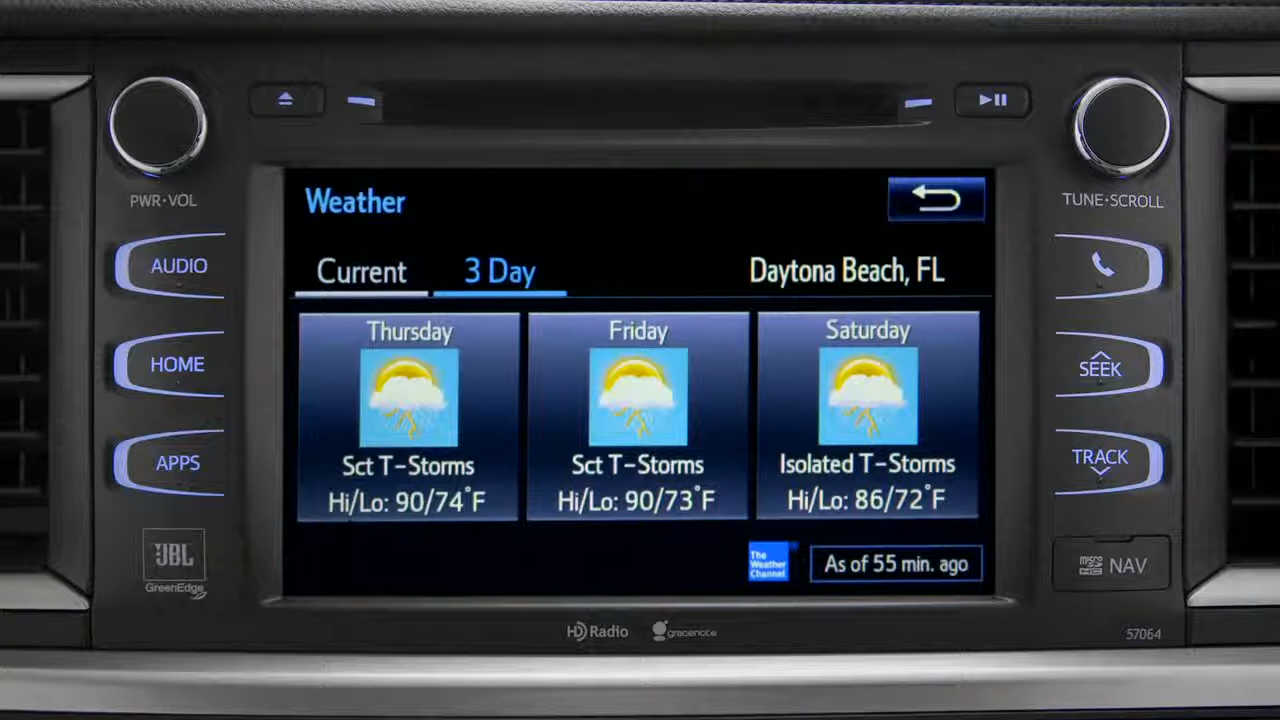 PWR•VOL
TUNE•SCROLL
Weather
AUDIO
Current
3 Day
Daytona Beach, FL
Thursday
Friday
Saturday
HOME
SEEK
APPS
Sct T-Storms
Sct T-Storms
Isolated T-Storms
TRACK
Hi/Lo: 90/74°F
Hi/Lo: 90/73°F
Hi/Lo: 86/72°F
JBL
GreenEdge
The
Weather
Channel
As of 55 min. ago
micro
NAV
HD Radio
gracenote
57064